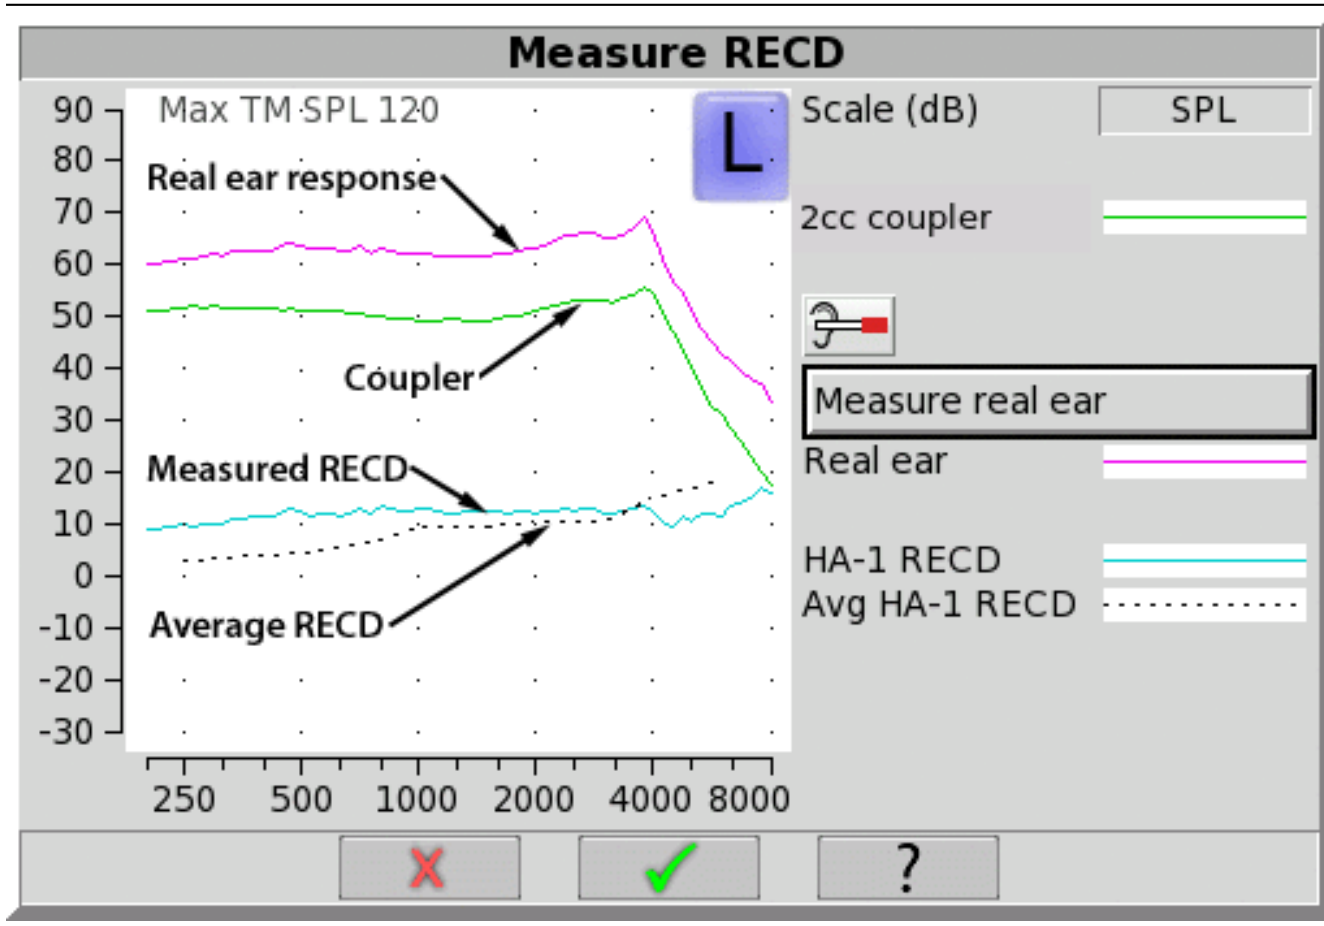 Measure RECD
90
80
70
60
50
40
30
20
10
0
-10
-20
-30
Max TM SPL 120
L
Real ear response
Coupler
Measured RECD
Average RECD
250 500 1000 2000 4000 8000
Scale (dB) SPL
2cc coupler
Measure real ear
Real ear
HA-1 RECD
Avg HA-1 RECD
X
?